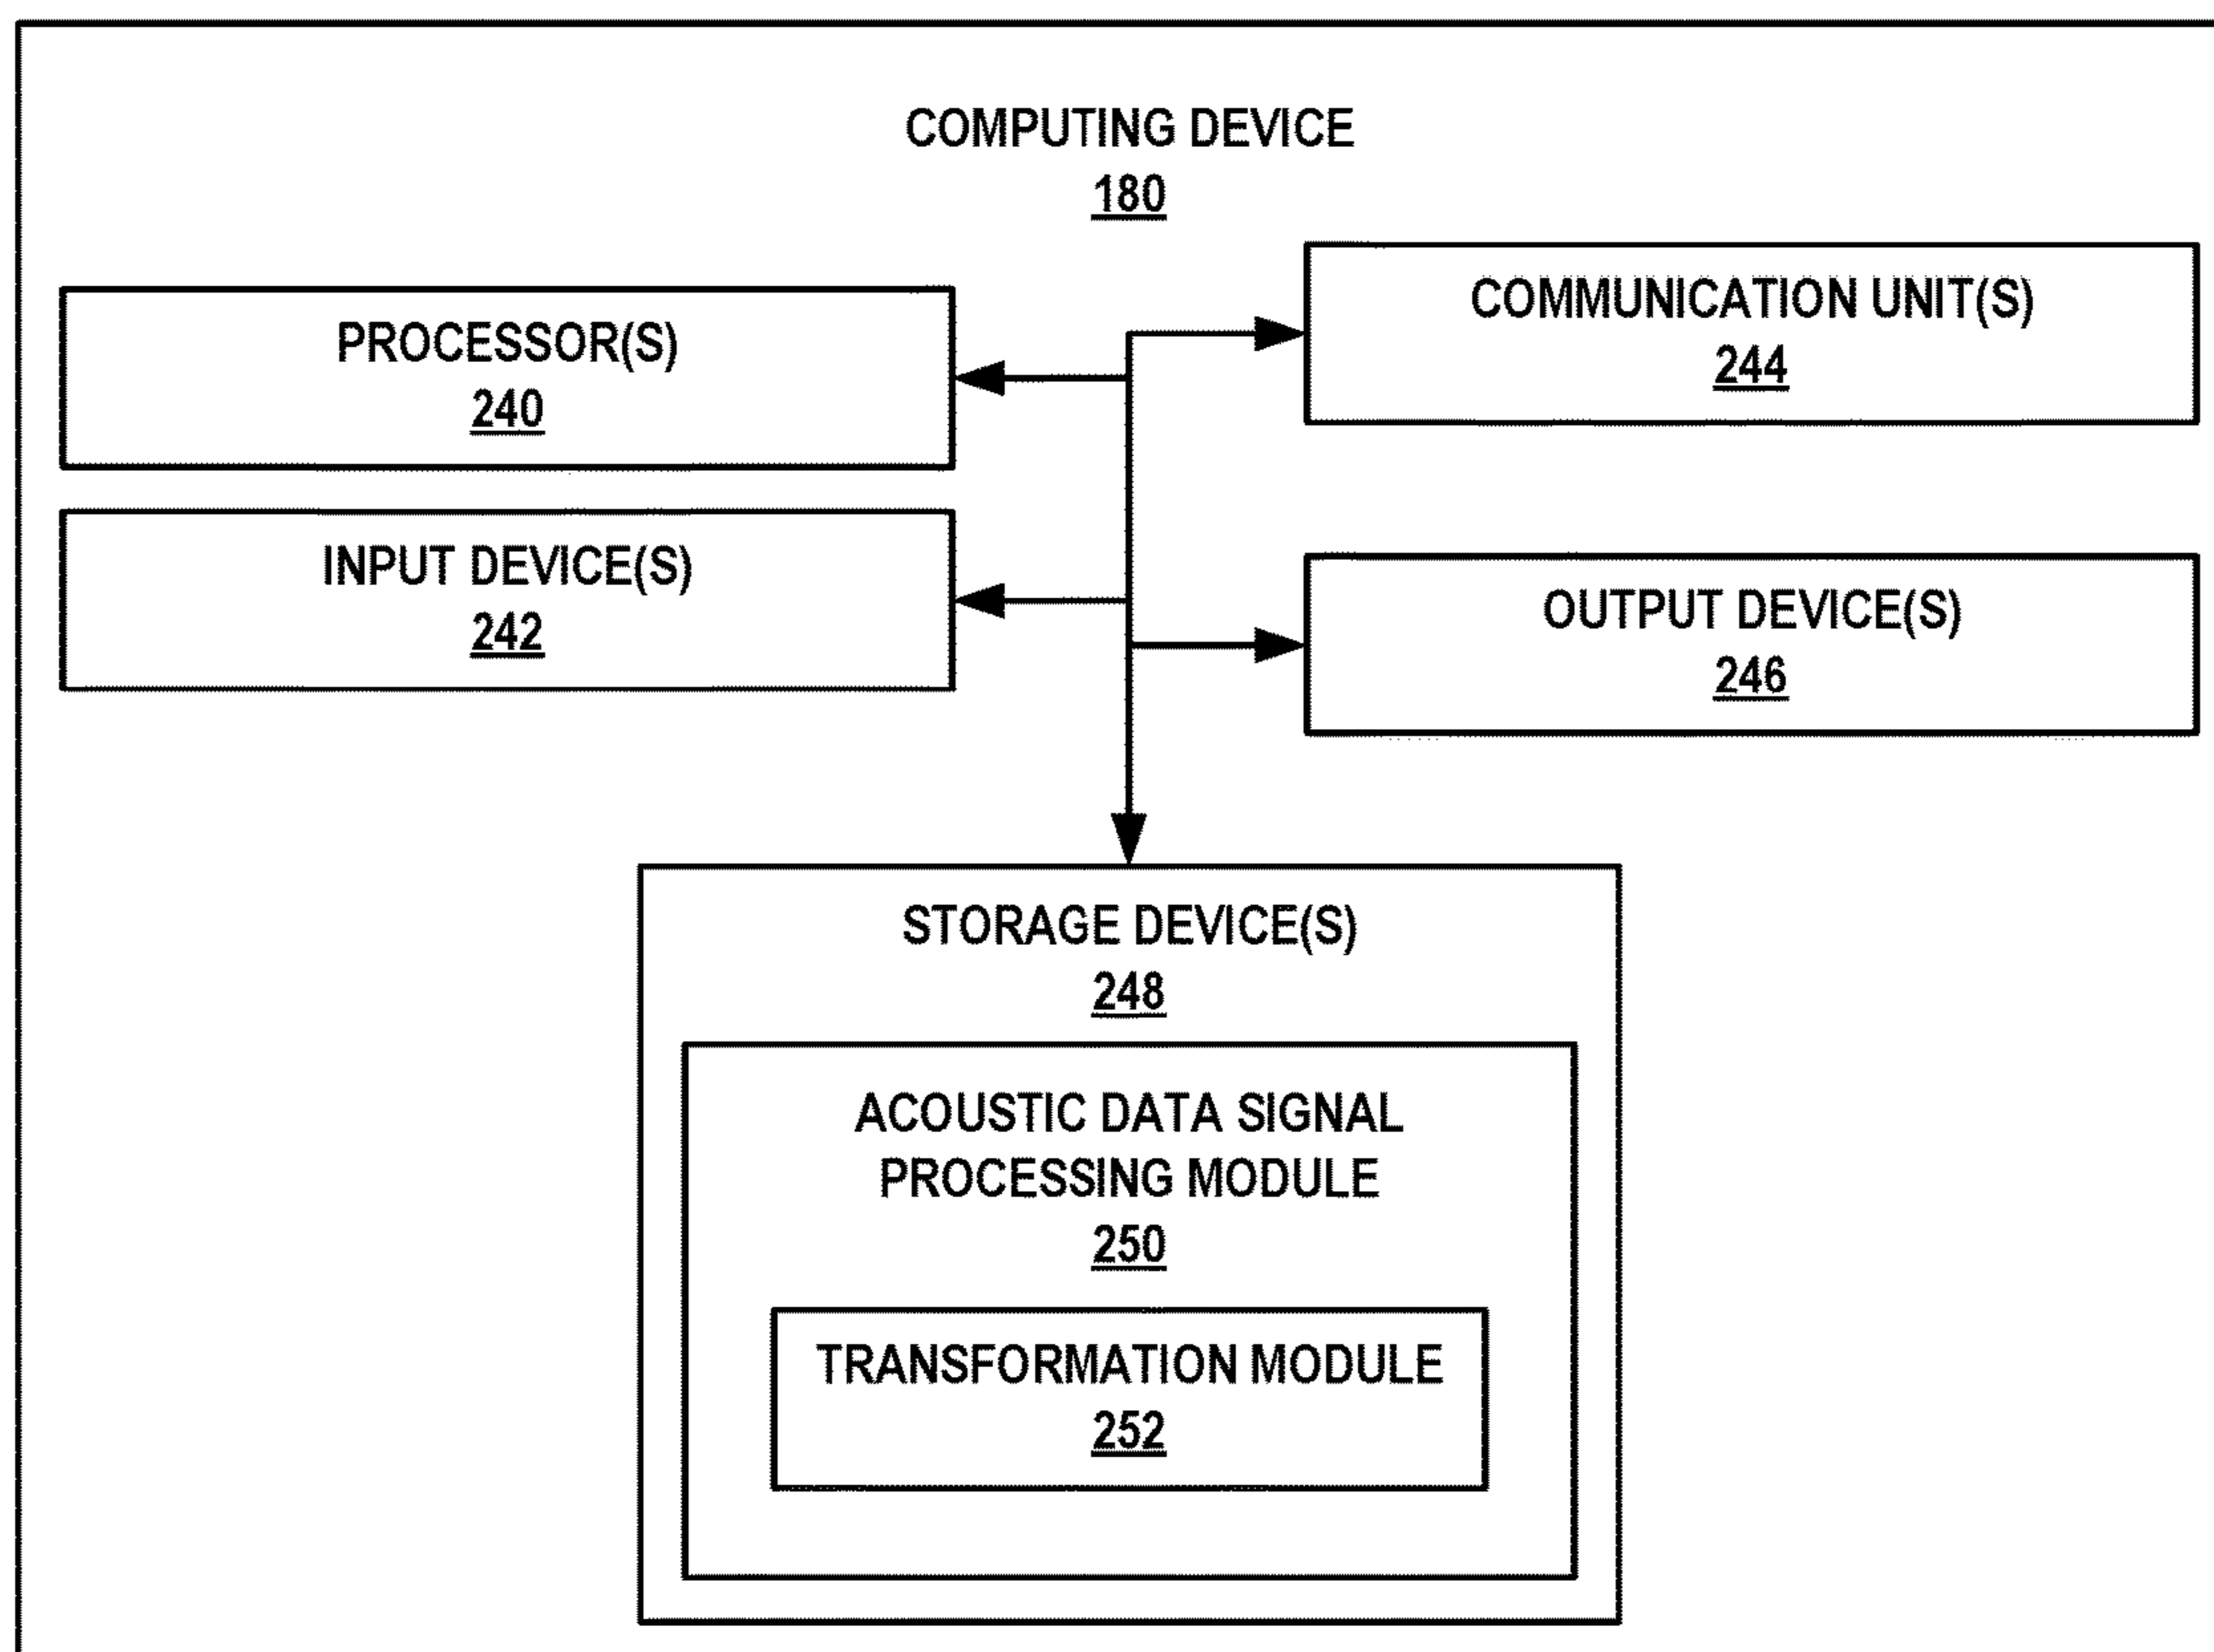 COMPUTING DEVICE
180
PROCESSOR(S)
240
COMMUNICATION UNIT(S)
244
INPUT DEVICE(S)
242
OUTPUT DEVICE(S)
246
STORAGE DEVICE(S)
248
ACOUSTIC DATA SIGNAL
PROCESSING MODULE
250
TRANSFORMATION MODULE
252